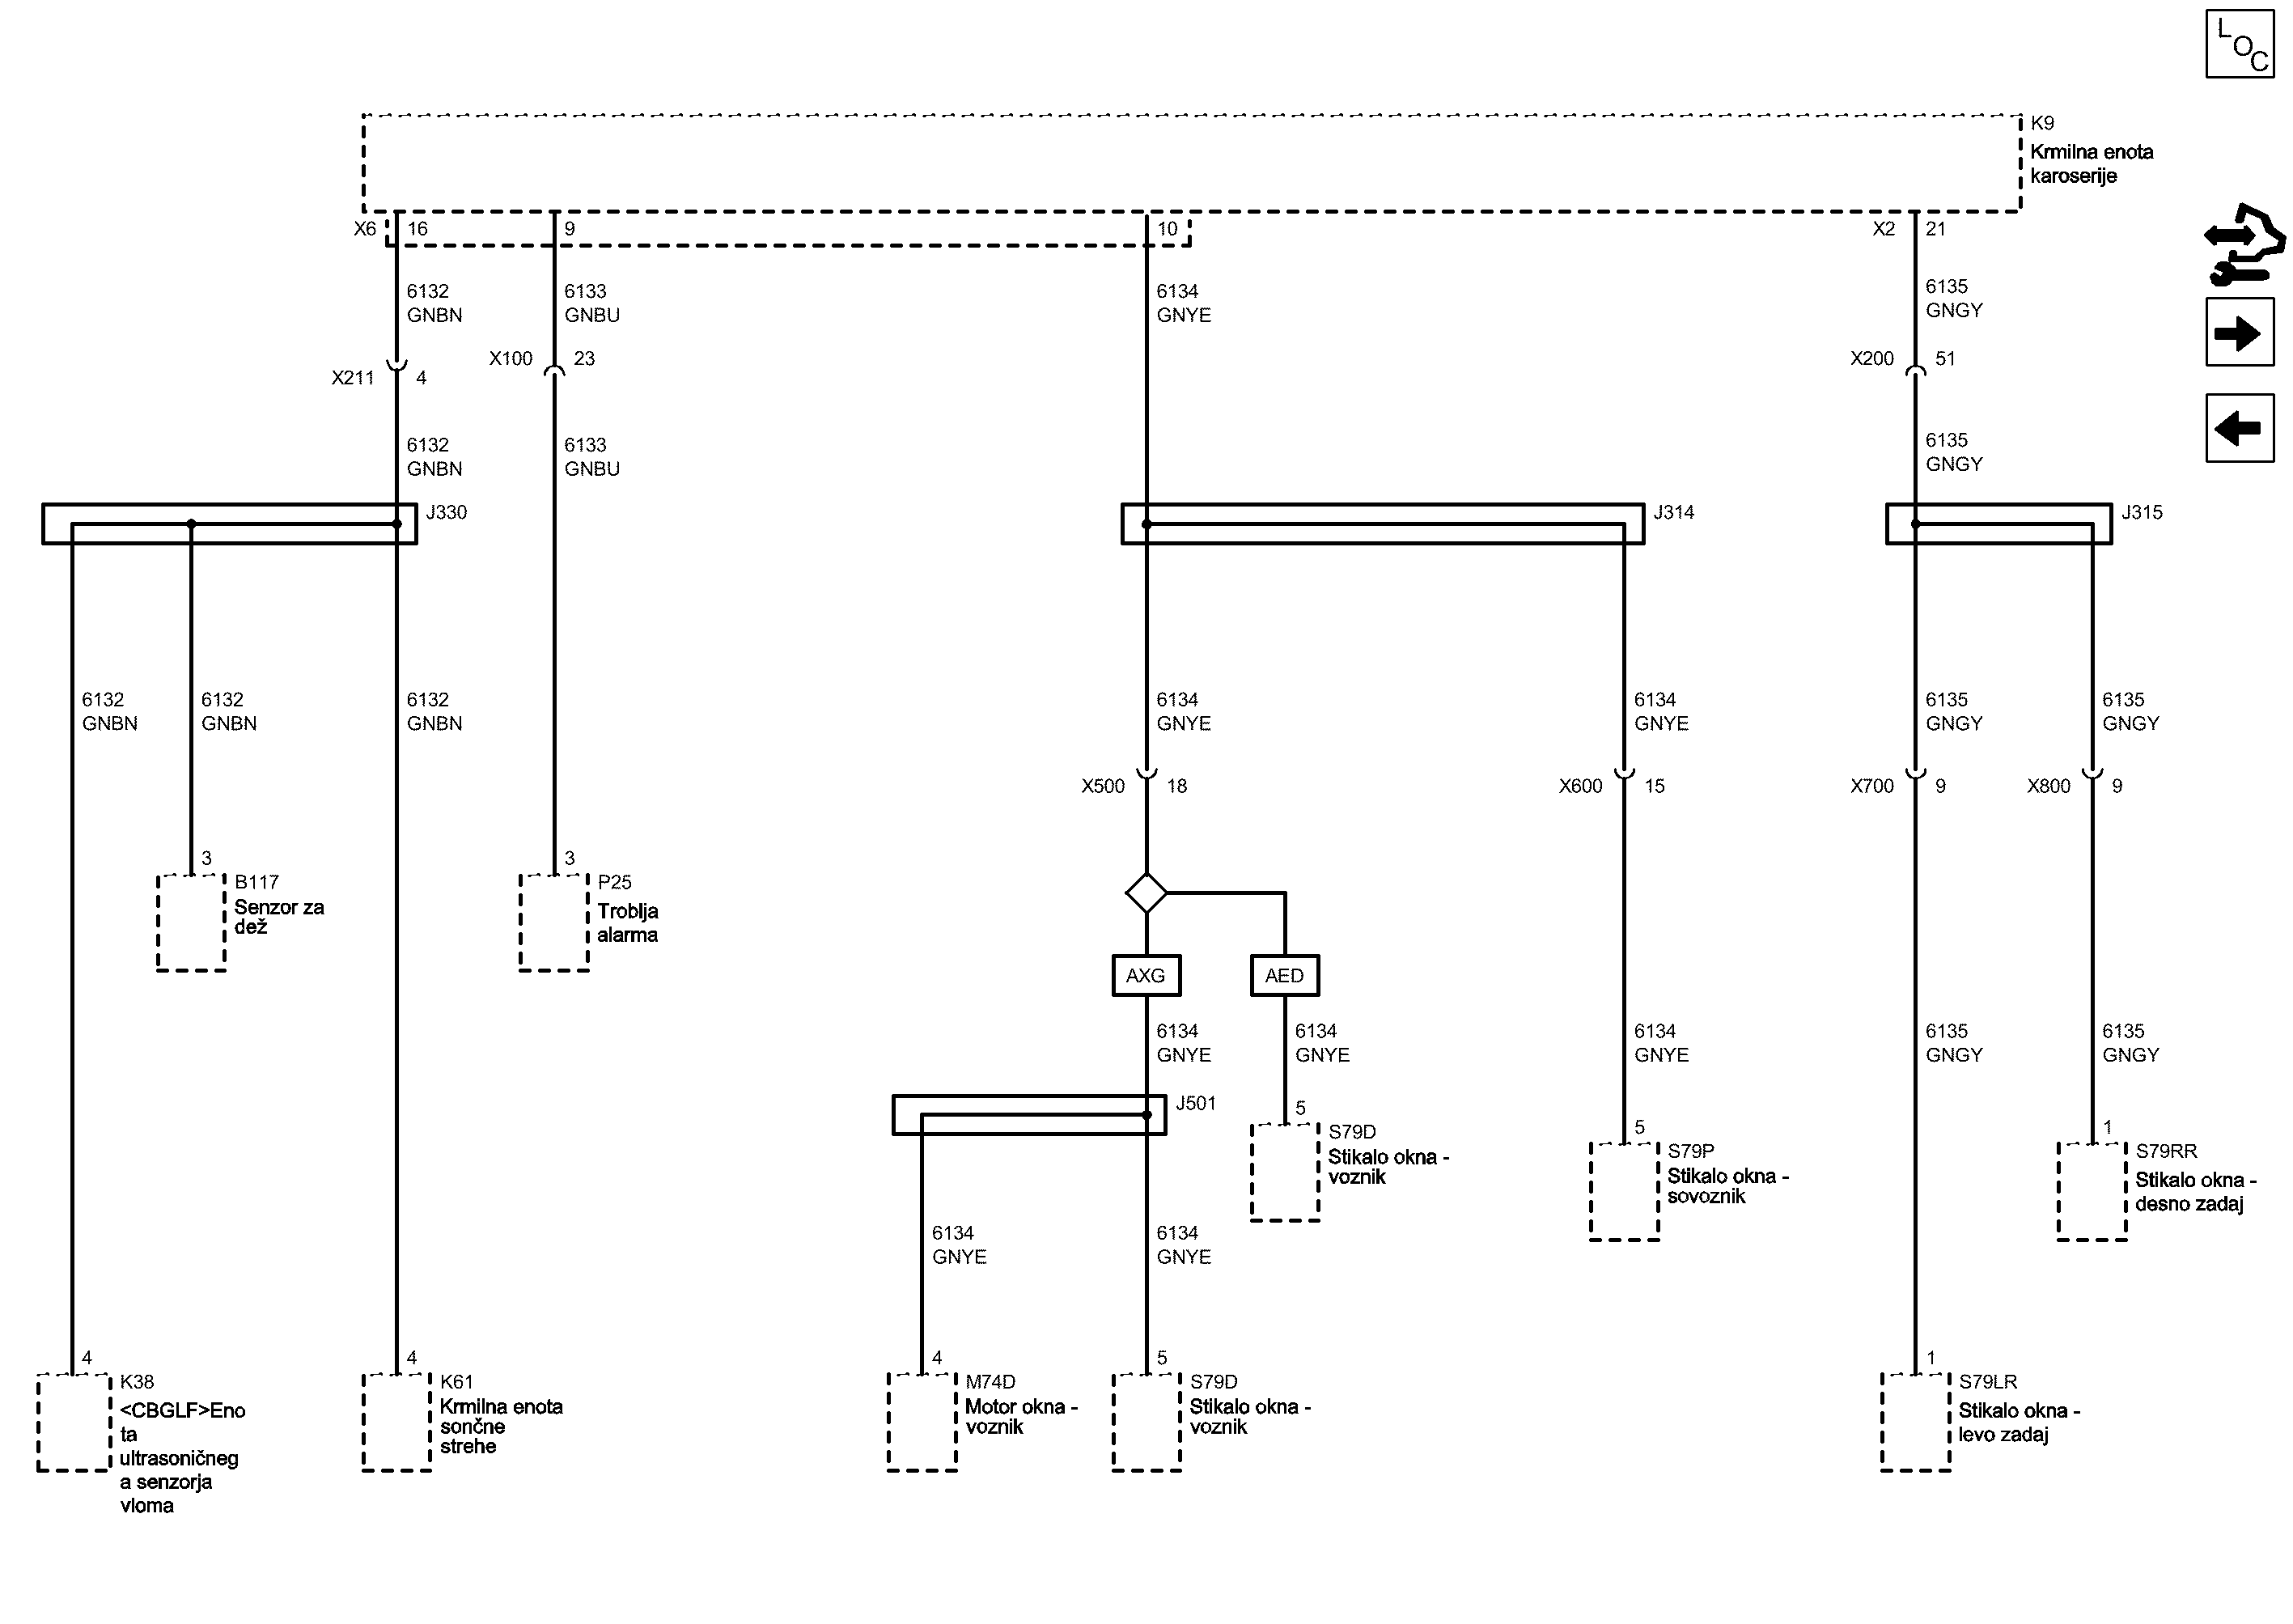 LOC
K9
Krmilna enota
karoserije
X6 16 9 10 X2 21
6132 6133 6134 6135
GNBN GNBU GNYE GNGY
X211 4 X100 23 X200 51
6132 6133 6135
GNBN GNBU GNGY
J330 J314 J315
6132 6132 6132 6134 6134 6135 6135
GNBN GNBN GNBN GNYE GNYE GNGY GNGY
X500 18 X600 15 X700 9 X800 9
3 3
B117 P25
Senzor za
dež
Troblja
alarma
AXG AED
6134 6134 6134 6135 6135
GNYE GNYE GNYE GNGY GNGY
J501
5
S79D
Stikalo okna -
voznik
5
S79P
Stikalo okna -
sovoznik
1
S79RR
Stikalo okna -
desno zadaj
6134 6134
GNYE GNYE
4
K38
<CBGLF>Eno
ta
ultrasoničneg
a senzorja
vloma
4
K61
Krmilna enota
sončne
strehe
4
M74D
Motor okna -
voznik
5
S79D
Stikalo okna -
voznik
1
S79LR
Stikalo okna -
levo zadaj